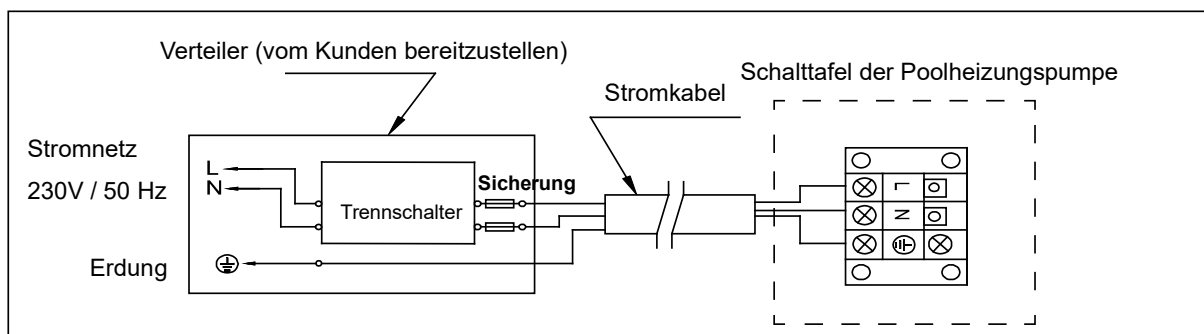 Verteiler (vom Kunden bereitzustellen)
Schalttafel der Poolheizungspumpe
Stromkabel
Stromnetz
230V / 50 Hz
L
N
Sicherung
Trennschalter
Erdung
L
N